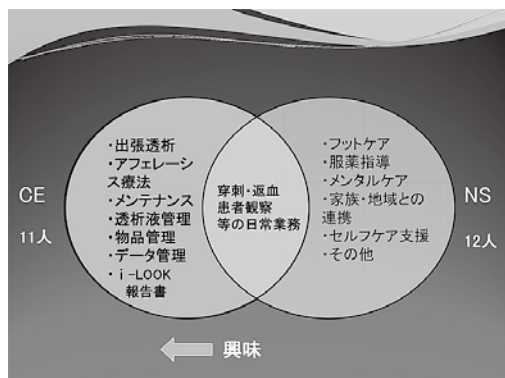 CE
11人
・出張透析
・アフェレーシ
ス療法
・メンテナンス
・透析液管理
・物品管理
・データ管理
・i-LOOK
報告書
穿刺・返血
患者観察
等の日常業務
・フットケア
・服薬指導
・メンタルケア
・家族・地域との
連携
・セルフケア支援
・その他
NS
12人
興味